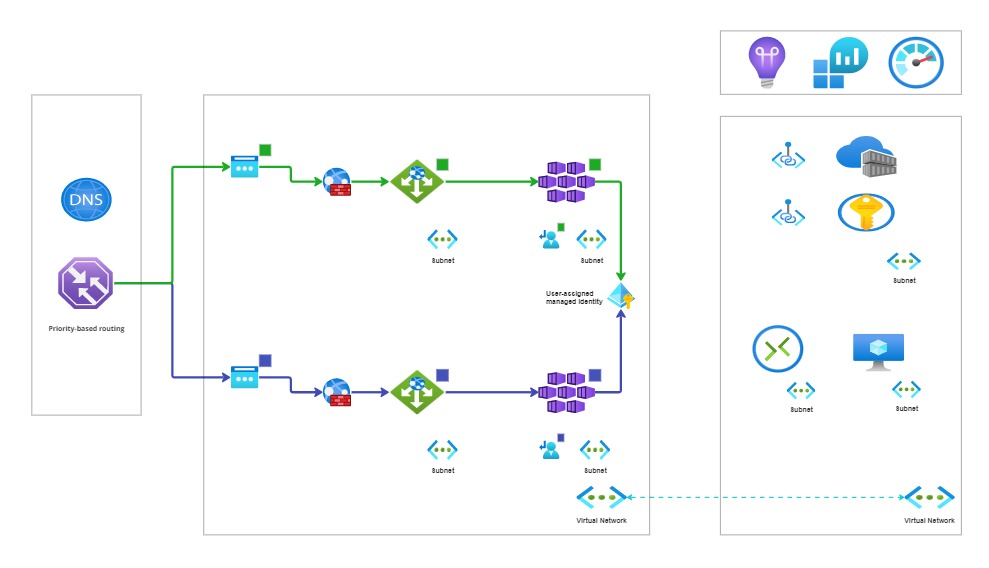 DNS
Priority-based routing
Subnet
Subnet
User-assigned
managed identity
Subnet
Subnet
Virtual Network
Subnet
Subnet
Subnet
Virtual Network